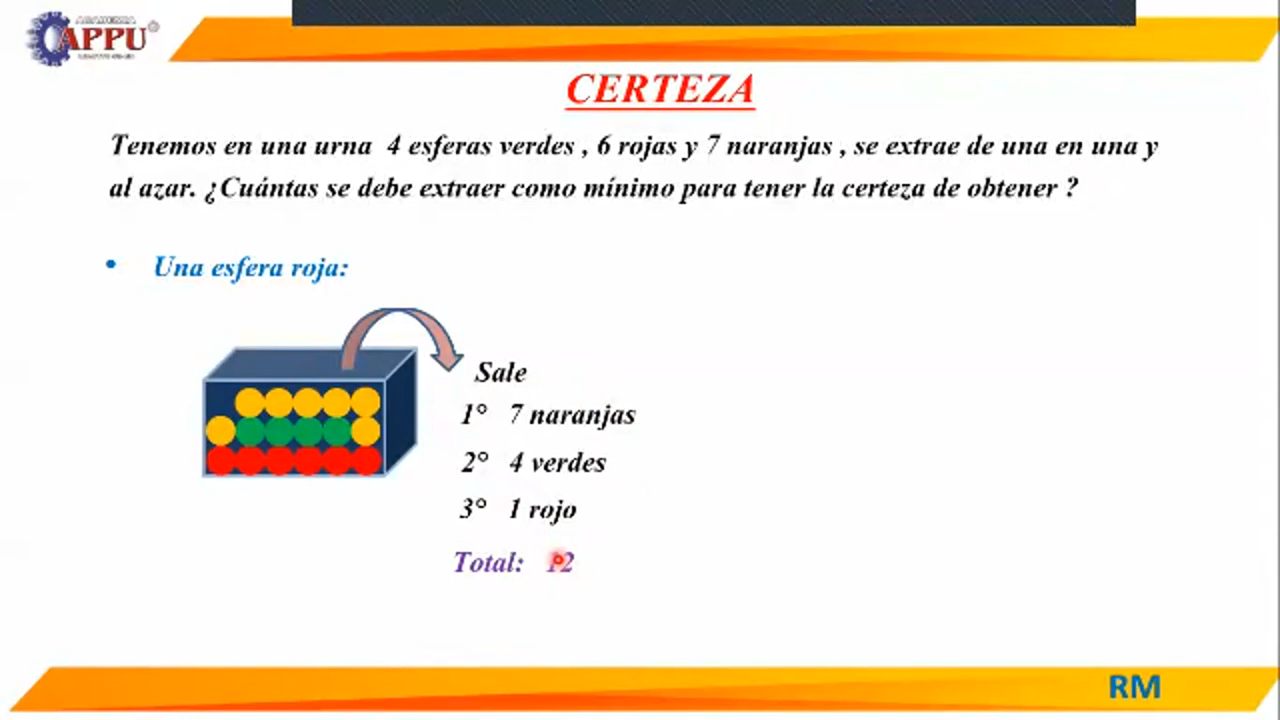 ACADEMIA
APPU
CERTEZA
Tenemos en una urna 4 esferas verdes , 6 rojas y 7 naranjas , se extrae de una en una y
al azar. ¿Cuántas se debe extraer como mínimo para tener la certeza de obtener ?
• Una esfera roja:
Sale
1° 7 naranjas
2° 4 verdes
3° 1 rojo
Total: 12
RM